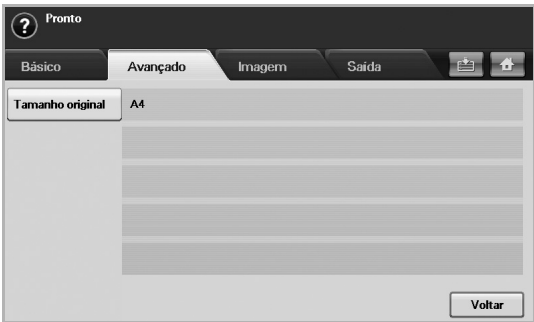 ? Pronto
Básico Avançado Imagem Saída
Tamanho original A4
Voltar